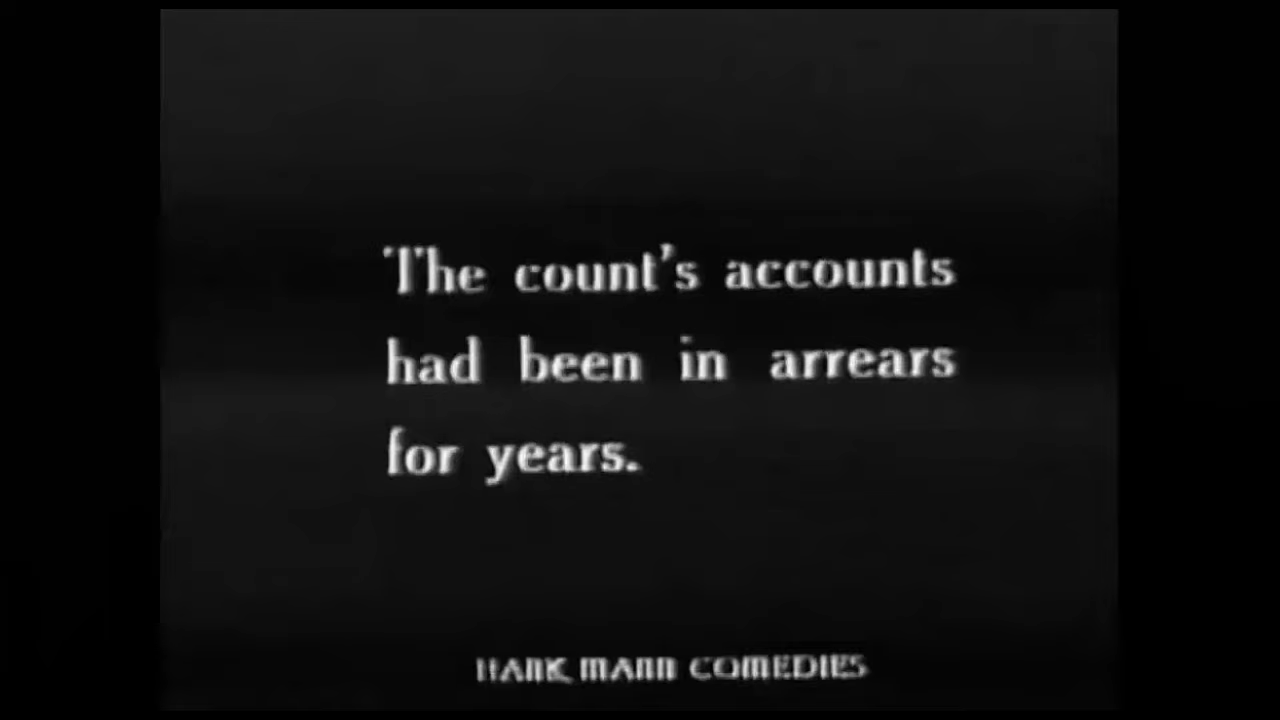 The count's accounts
had been in arrears
for years.
HANK MANN COMEDIES